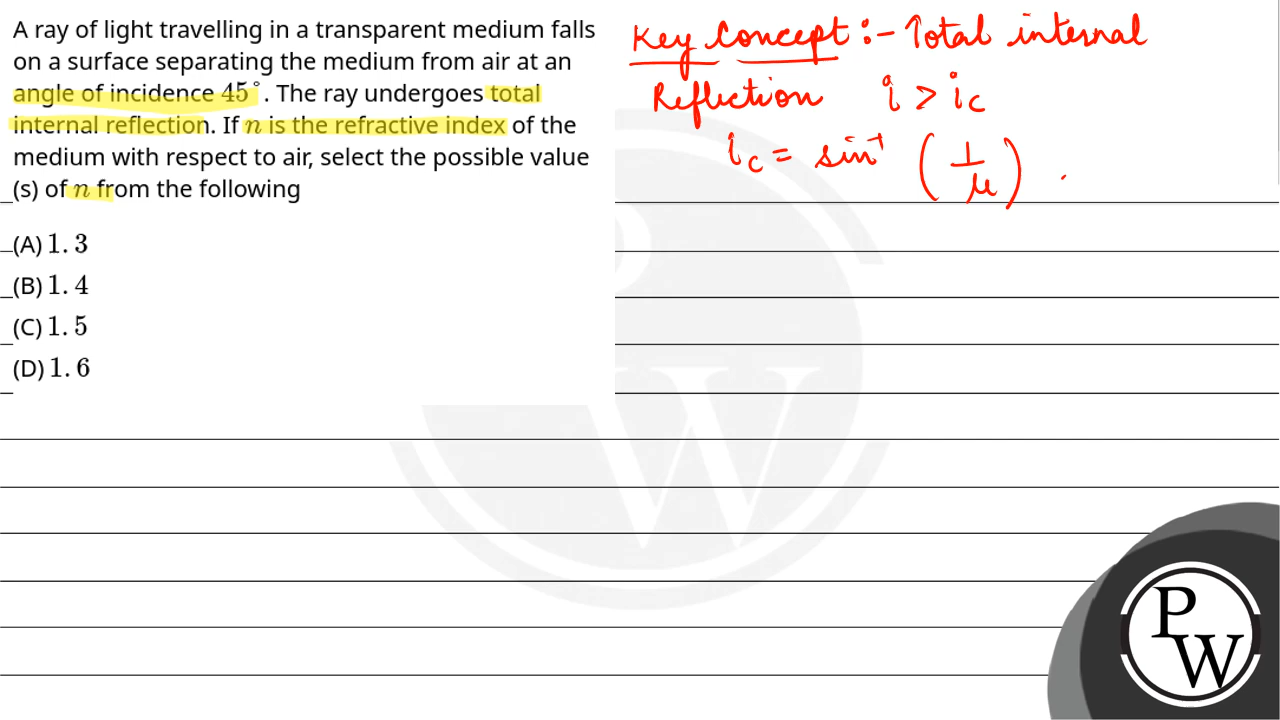 A ray of light travelling in a transparent medium falls
on a surface separating the medium from air at an
angle of incidence 45°. The ray undergoes total
internal reflection. If n is the refractive index of the
medium with respect to air, select the possible value
(s) of n from the following
(A) 1.3
(B) 1.4
(C) 1.5
(D) 1.6
Key Concept :- Total internal
Reflection i > ic
ic = sin⁻¹ (1/μ)
P
W
PW